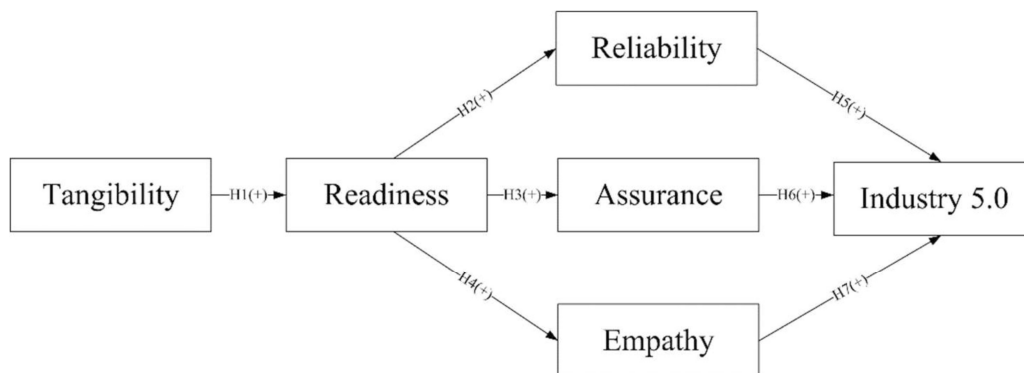 Reliability
H2(+)
H5(+)
Tangibility
H1(+)
Readiness
H3(+)
Assurance
H6(+)
Industry 5.0
H4(+)
H7(+)
Empathy